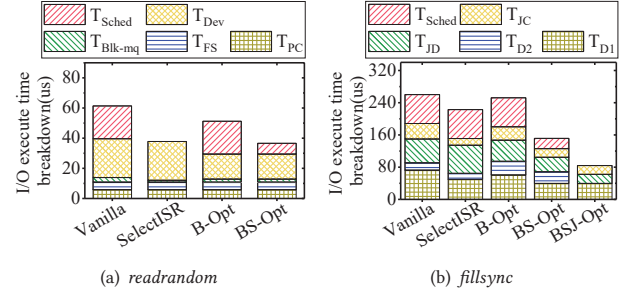 T_Sched T_Dev
T_Blk-mq T_FS T_PC
I/O execute time
breakdown(us)
80
60
40
20
0
Vanilla
SelectISR
B-Opt
BS-Opt
(a) readrandom
T_Sched T_JC
T_JD T_D2 T_D1
I/O execute time
breakdown(us)
320
240
160
80
0
Vanilla
SelectISR
B-Opt
BS-Opt
BSJ-Opt
(b) fillsync